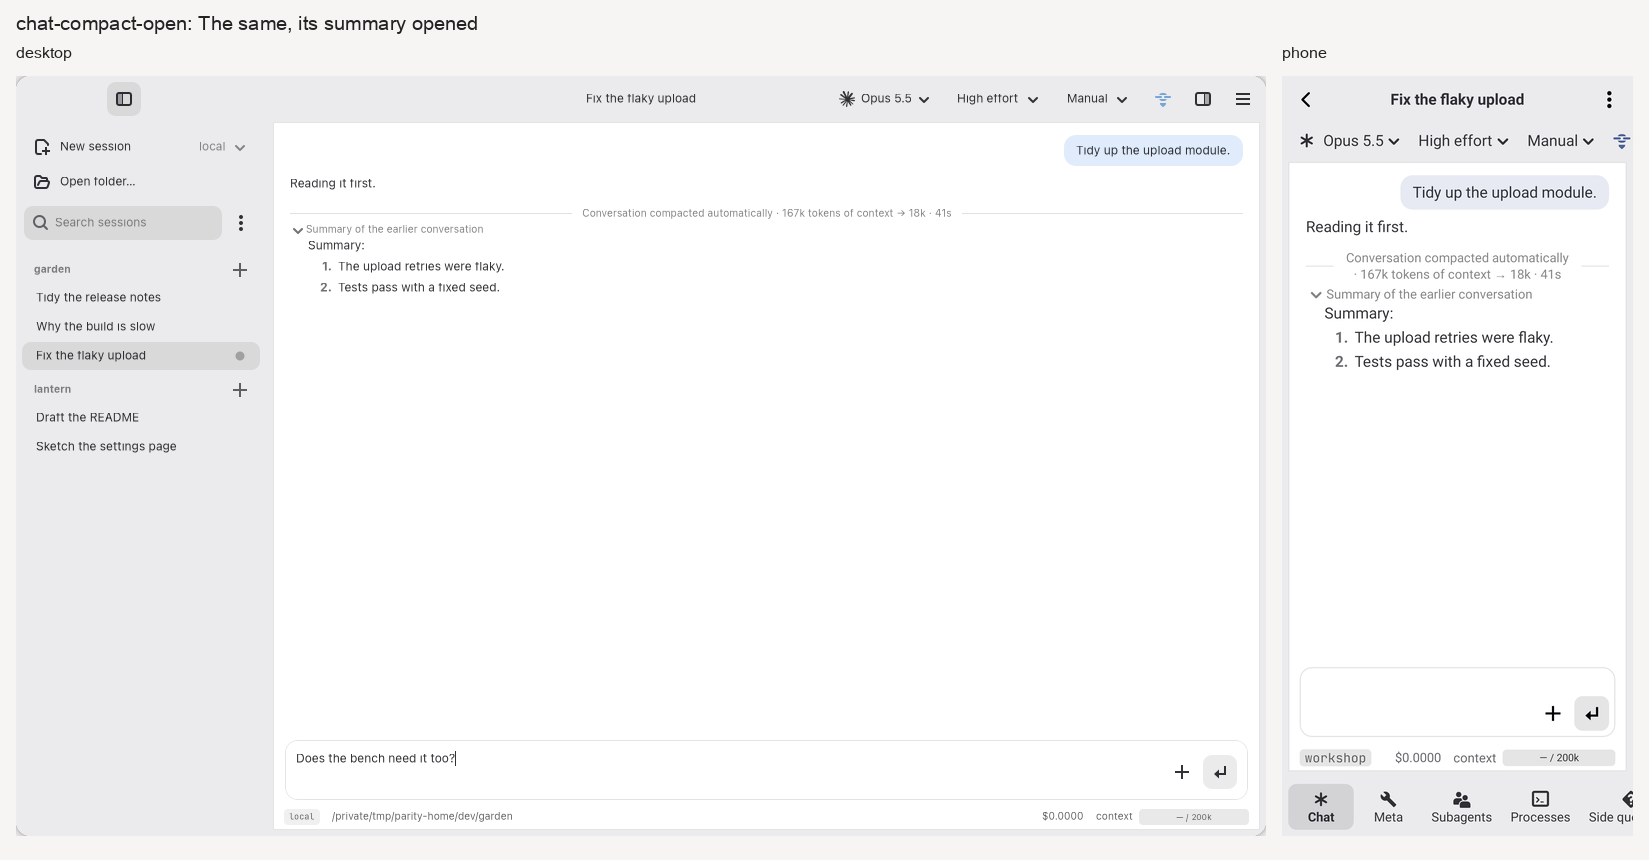 chat-compact-open: The same, its summary opened
desktop
Fix the flaky upload
Opus 5.5
High effort
Manual
New session
local
Open folder...
Search sessions
garden
Tidy the release notes
Why the build is slow
Fix the flaky upload
lantern
Draft the README
Sketch the settings page
Tidy up the upload module.
Reading it first.
Conversation compacted automatically · 167k tokens of context → 18k · 41s
Summary of the earlier conversation
Summary:
1. The upload retries were flaky.
2. Tests pass with a fixed seed.
Does the bench need it too?
local /private/tmp/parity-home/dev/garden
$0.0000 context — / 200k
phone
Fix the flaky upload
Opus 5.5
High effort
Manual
Tidy up the upload module.
Reading it first.
Conversation compacted automatically
· 167k tokens of context → 18k · 41s
Summary of the earlier conversation
Summary:
1. The upload retries were flaky.
2. Tests pass with a fixed seed.
workshop $0.0000 context — / 200k
Chat
Meta
Subagents
Processes
Side